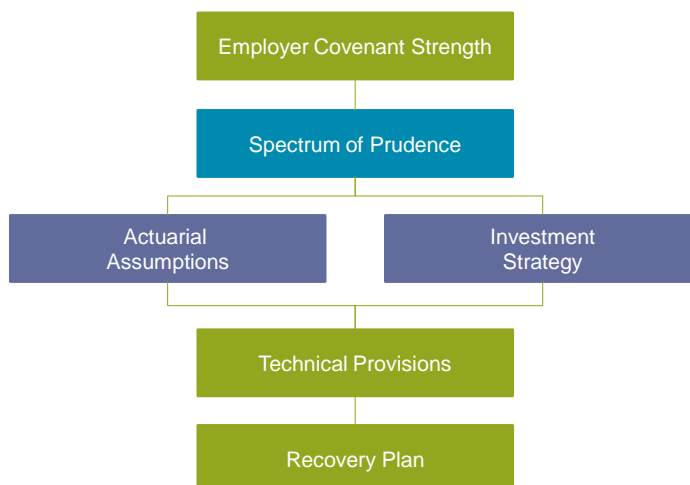 Employer Covenant Strength
Spectrum of Prudence
Actuarial
Assumptions
Investment
Strategy
Technical Provisions
Recovery Plan